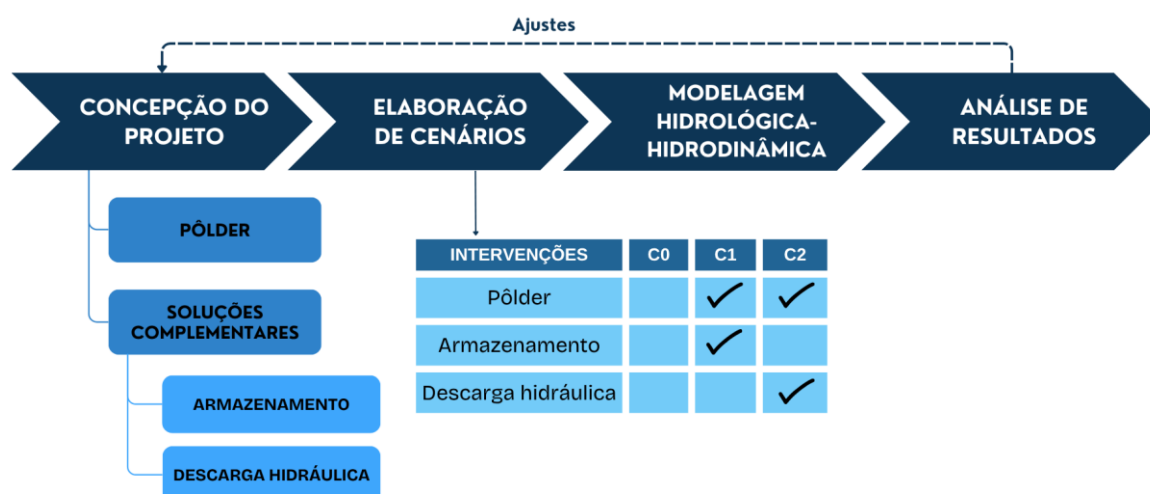 Ajustes
CONCEPÇÃO DO
PROJETO
ELABORAÇÃO
DE CENÁRIOS
MODELAGEM
HIDROLÓGICA-
HIDRODINÂMICA
ANÁLISE DE
RESULTADOS
PÔLDER
SOLUÇÕES
COMPLEMENTARES
ARMAZENAMENTO
DESCARGA HIDRÁULICA
INTERVENÇÕES C0 C1 C2
Pôlder ✓ ✓
Armazenamento ✓
Descarga hidráulica ✓